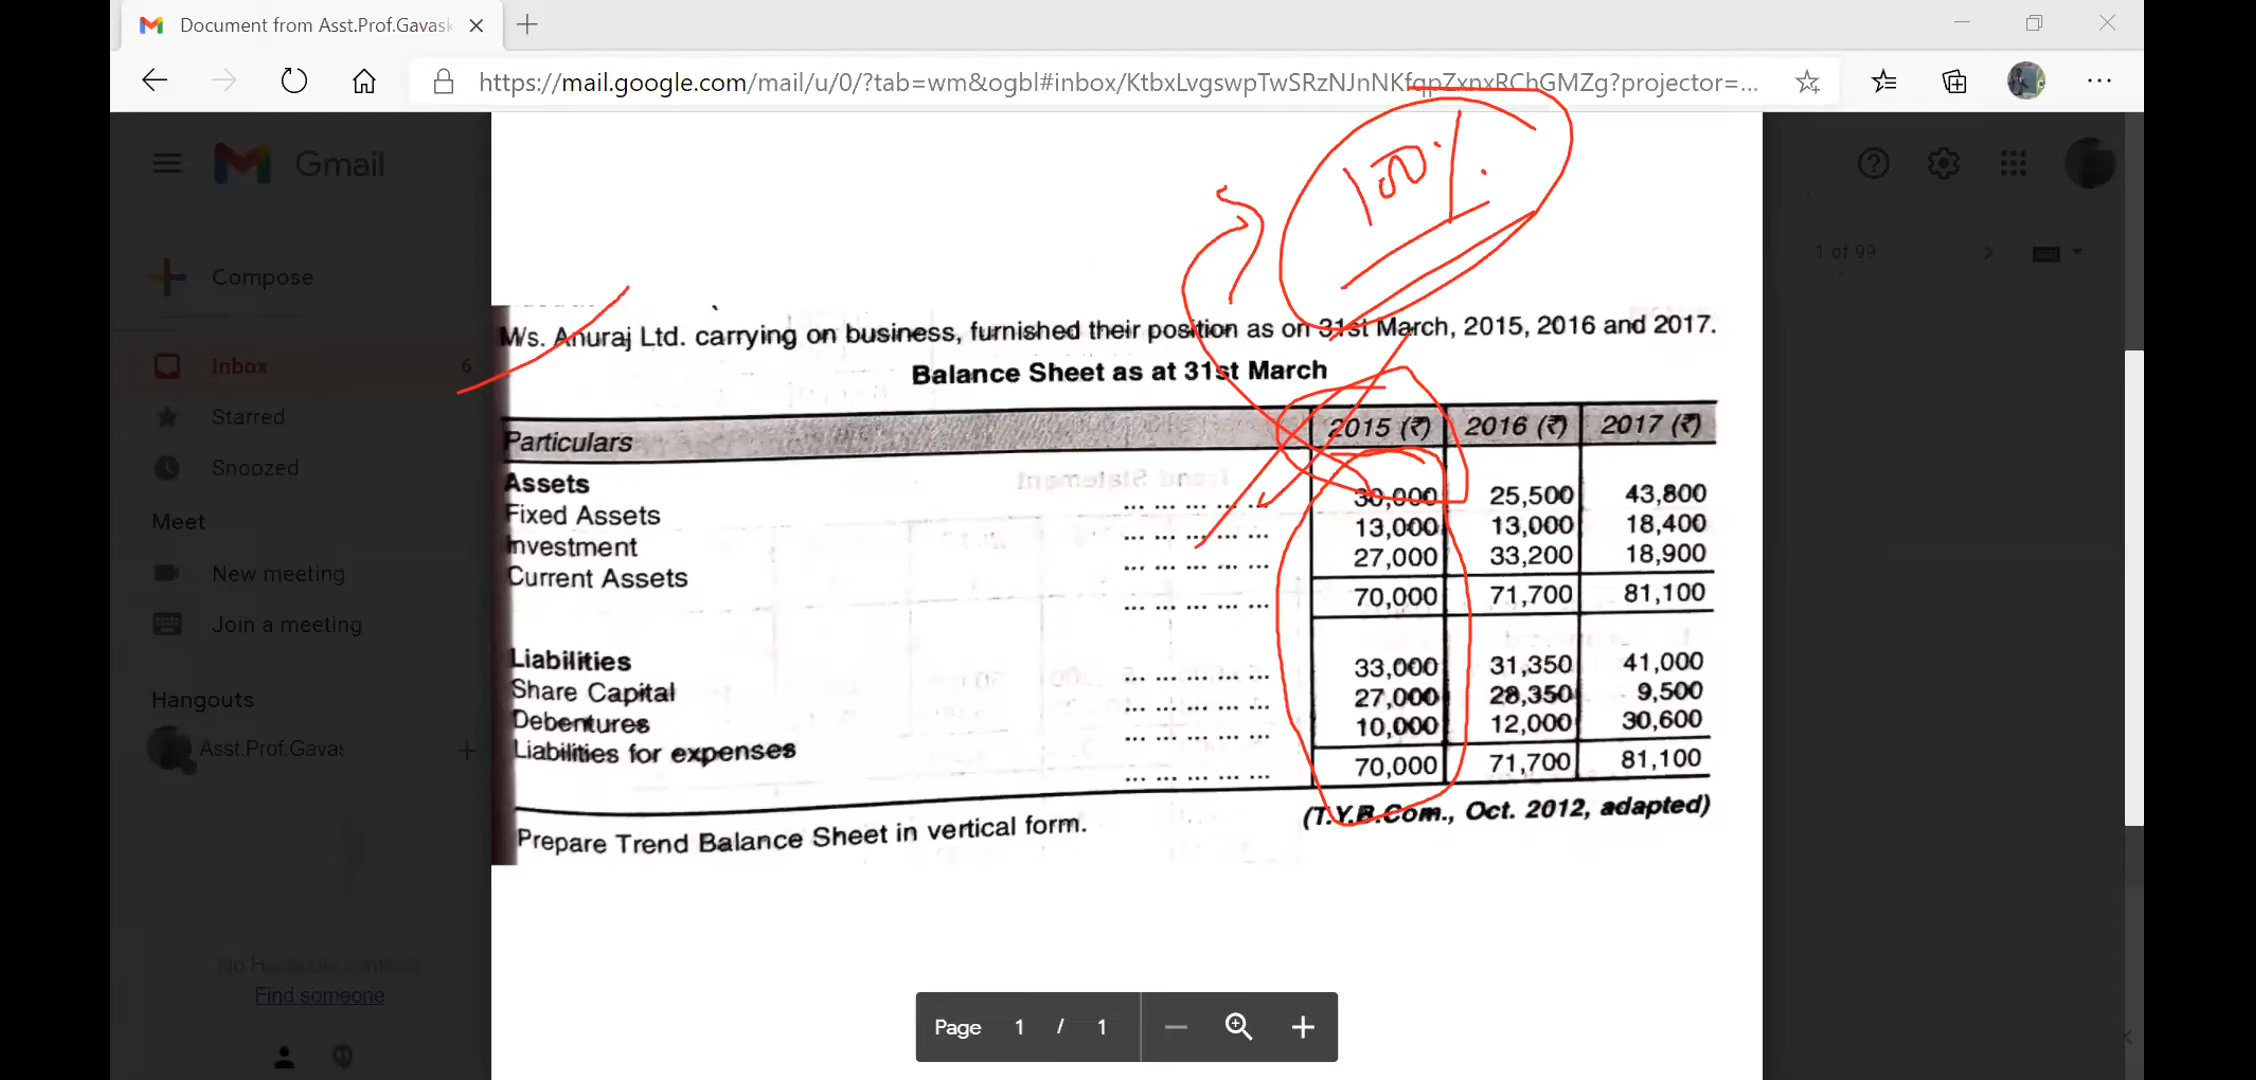 Document from Asst.Prof.Gavask
https://mail.google.com/mail/u/0/?tab=wm&ogbl#inbox/KtbxLvgswpTwSRzNJnNKfqpZxnxRChGMZg?projector=...
100%
Gmail
1 of 99
Compose
M/s. Anuraj Ltd. carrying on business, furnished their position as on 31st March, 2015, 2016 and 2017.
Balance Sheet as at 31st March
Inbox 6
Starred
Particulars 2015 (₹) 2016 (₹) 2017 (₹)
Snoozed
Assets 30,000 25,500 43,800
Fixed Assets ... ... ... ... ... 13,000 13,000 18,400
Meet
Investment ... ... ... ... ... 27,000 33,200 18,900
New meeting
Current Assets ... ... ... ... ...
... ... ... ... ... 70,000 71,700 81,100
Join a meeting
Liabilities 33,000 31,350 41,000
Share Capital ... ... ... ... ... 27,000 28,350 9,500
Hangouts
Debentures ... ... ... ... ... 10,000 12,000 30,600
Asst.Prof.Gavas
Liabilities for expenses ... ... ... ... ...
... ... ... ... ... 70,000 71,700 81,100
(T.Y.B.Com., Oct. 2012, adapted)
Prepare Trend Balance Sheet in vertical form.
Find someone
Page 1 / 1